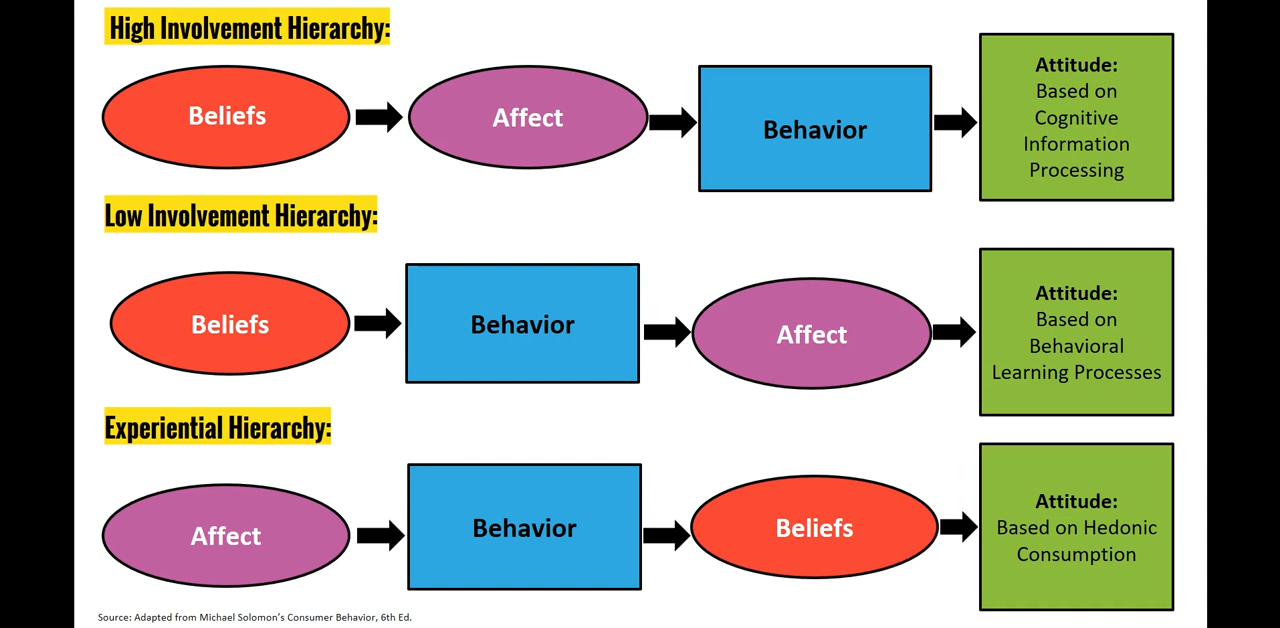 High Involvement Hierarchy:
Beliefs
Affect
Behavior
Attitude:
Based on
Cognitive
Information
Processing
Low Involvement Hierarchy:
Beliefs
Behavior
Affect
Attitude:
Based on
Behavioral
Learning Processes
Experiential Hierarchy:
Affect
Behavior
Beliefs
Attitude:
Based on Hedonic
Consumption
Source: Adapted from Michael Solomon's Consumer Behavior, 6th Ed.